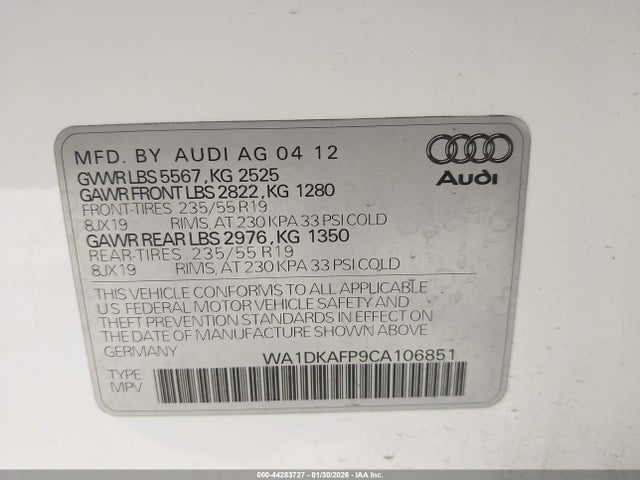 MFD. BY AUDI AG 04 12
GVWR LBS 5567, KG 2525
GAWR FRONT LBS 2822, KG 1280
FRONT-TIRES 235/55 R19
8JX19 RIMS, AT 230 KPA 33 PSI COLD
GAWR REAR LBS 2976, KG 1350
REAR-TIRES 235/55 R19
8JX19 RIMS, AT 230 KPA 33 PSI COLD
Audi
THIS VEHICLE CONFORMS TO ALL APPLICABLE
U.S. FEDERAL MOTOR VEHICLE SAFETY AND
THEFT PREVENTION STANDARDS IN EFFECT ON
THE DATE OF MANUFACTURE SHOWN ABOVE.
GERMANY WA1DKAFP9CA106851
TYPE
MPV
000-44283727 - 01/30/2026 - COPART